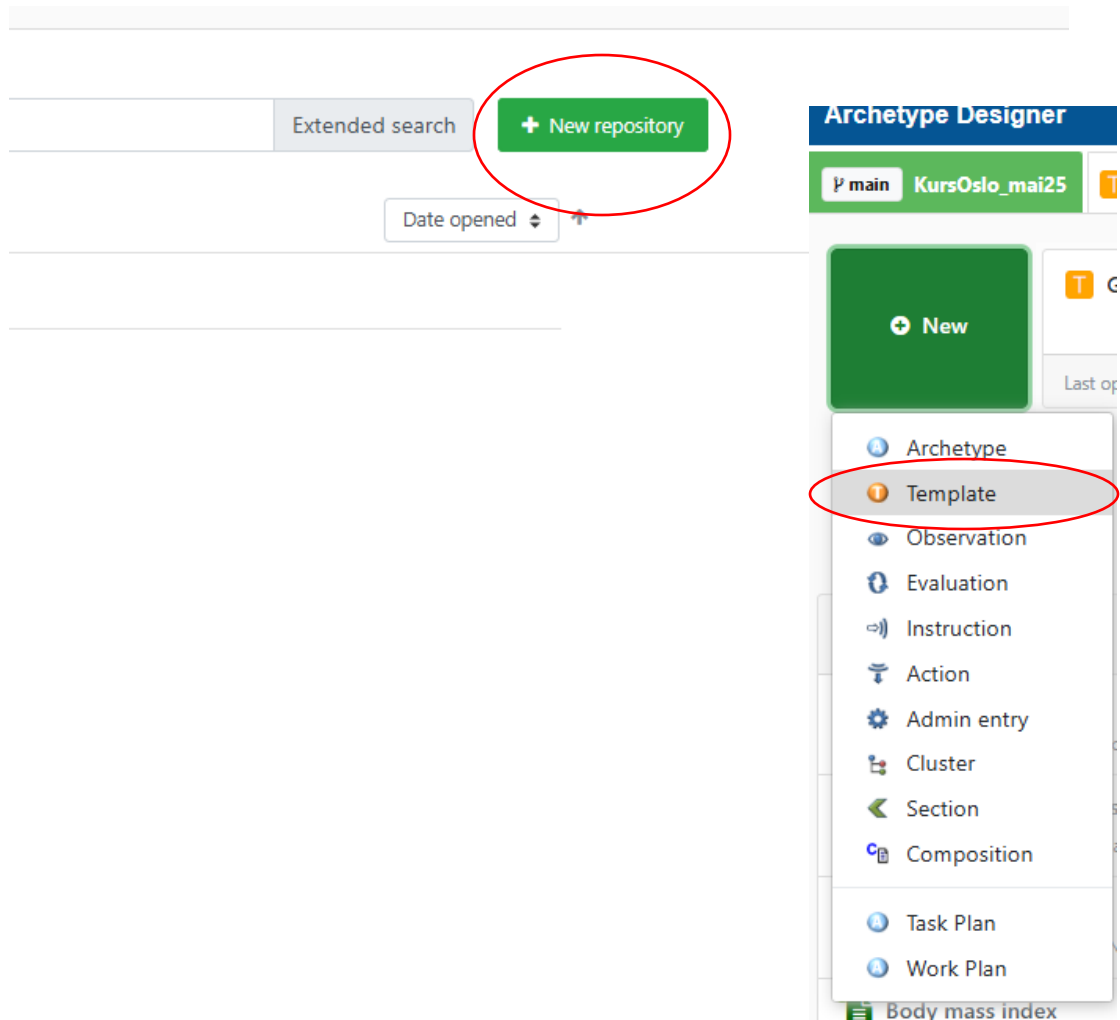 Extended search
New repository
Date opened
Archetype Designer
main KursOslo_mai25
T
New
T G
Last op
Archetype
Template
Observation
Evaluation
Instruction
Action
Admin entry
Cluster
Section
Composition
Task Plan
Work Plan
Body mass index